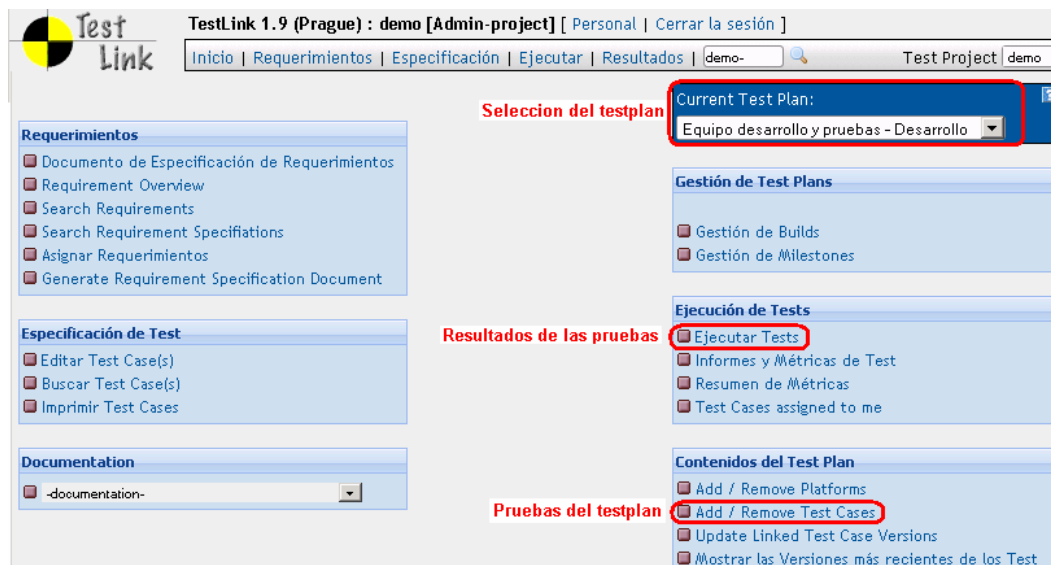 Test Link
TestLink 1.9 (Prague) : demo [Admin-project] [ Personal | Cerrar la sesión ]
Inicio | Requerimientos | Especificación | Ejecutar | Resultados | demo- Test Project demo
Seleccion del testplan
Current Test Plan:
Equipo desarrollo y pruebas - Desarrollo
Requerimientos
Documento de Especificación de Requerimientos
Requirement Overview
Search Requirements
Search Requirement Specifiations
Asignar Requerimientos
Generate Requirement Specification Document
Gestión de Test Plans
Gestión de Builds
Gestión de Milestones
Especificación de Test
Editar Test Case(s)
Buscar Test Case(s)
Imprimir Test Cases
Ejecución de Tests
Resultados de las pruebas
Ejecutar Tests
Informes y Métricas de Test
Resumen de Métricas
Test Cases assigned to me
Documentation
-documentation-
Contenidos del Test Plan
Add / Remove Platforms
Pruebas del testplan
Add / Remove Test Cases
Update Linked Test Case Versions
Mostrar las Versiones más recientes de los Test